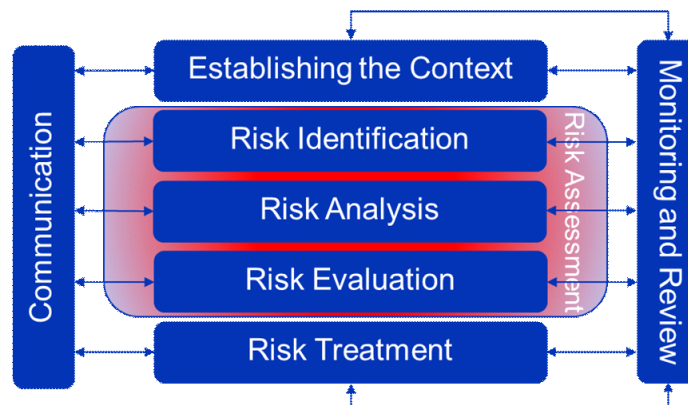 Establishing the Context
Risk Identification
Risk Analysis
Risk Evaluation
Risk Treatment
Communication
Risk Assessment
Monitoring and Review